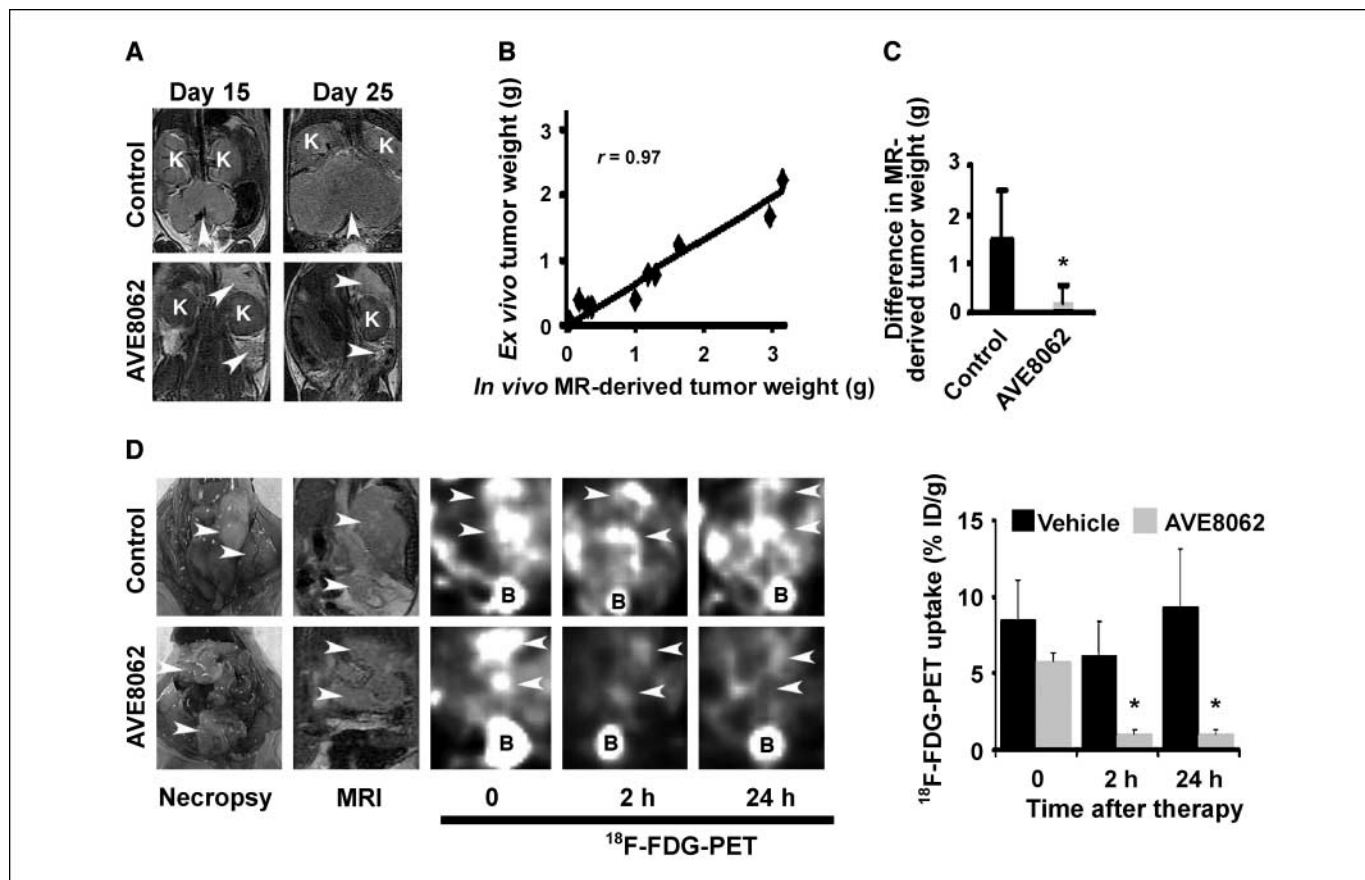 A
Day 15
Day 25
Control
K
K
K
K
AVE8062
K
K
B
Ex vivo tumor weight (g)
3
2
1
0
r = 0.97
0
1
2
3
In vivo MR-derived tumor weight (g)
C
Difference in MR-
derived tumor weight (g)
3
2
1
0
*
Control
AVE8062
D
Control
B
B
B
AVE8062
B
B
B
Necropsy
MRI
0
2 h
24 h
18F-FDG-PET
18F-FDG-PET uptake (% ID/g)
15
10
5
0
Vehicle
AVE8062
*
*
0
2 h
24 h
Time after therapy